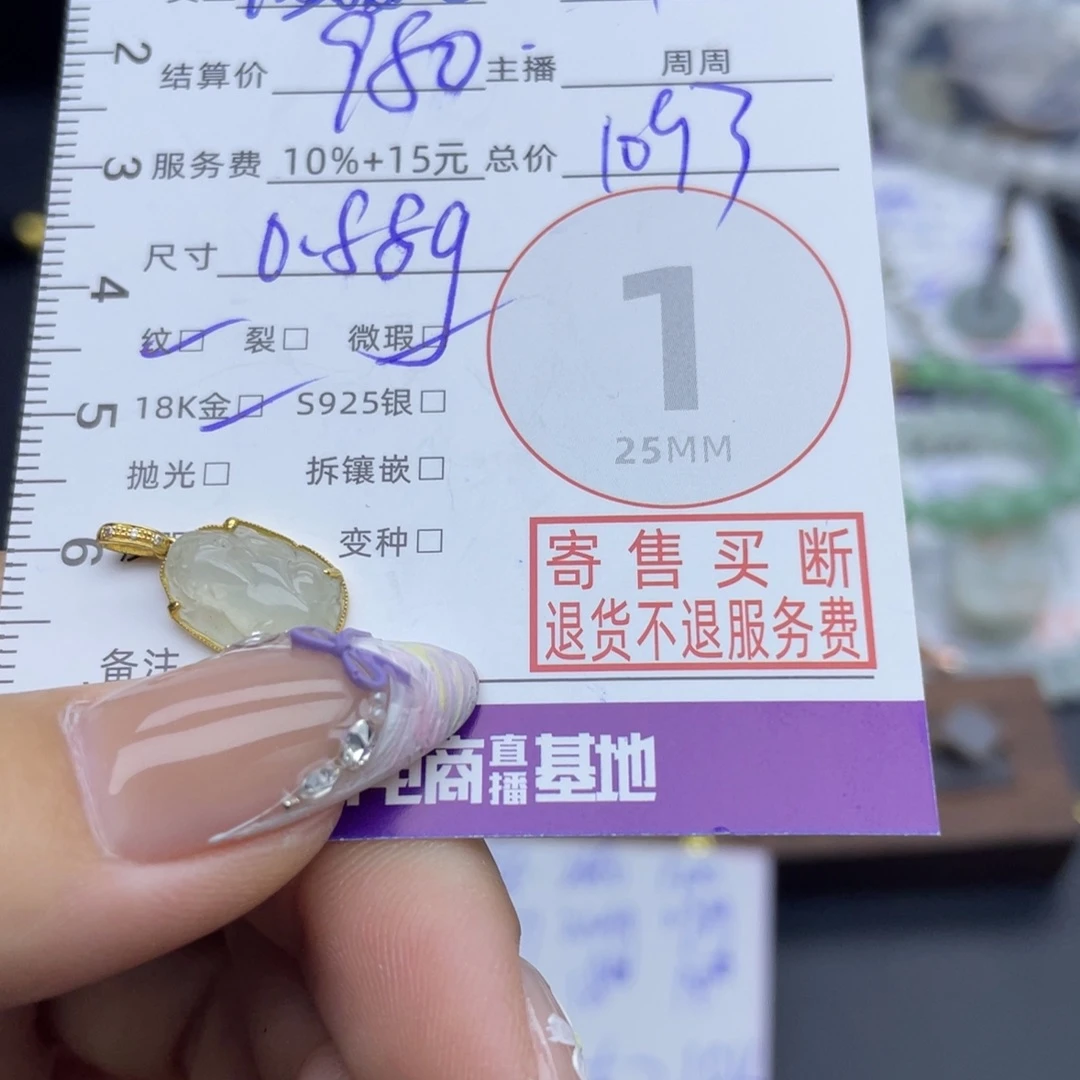 2
结算价 980 主播 周周
3
服务费 10%+15元 总价 1093
尺寸 0.88g
4
纹□ 裂□ 微瑕□
1
18K金□ S925银□
5
25MM
抛光□ 拆镶嵌□
变种□
6
寄售买断
退货不退服务费
备注
电商直播基地